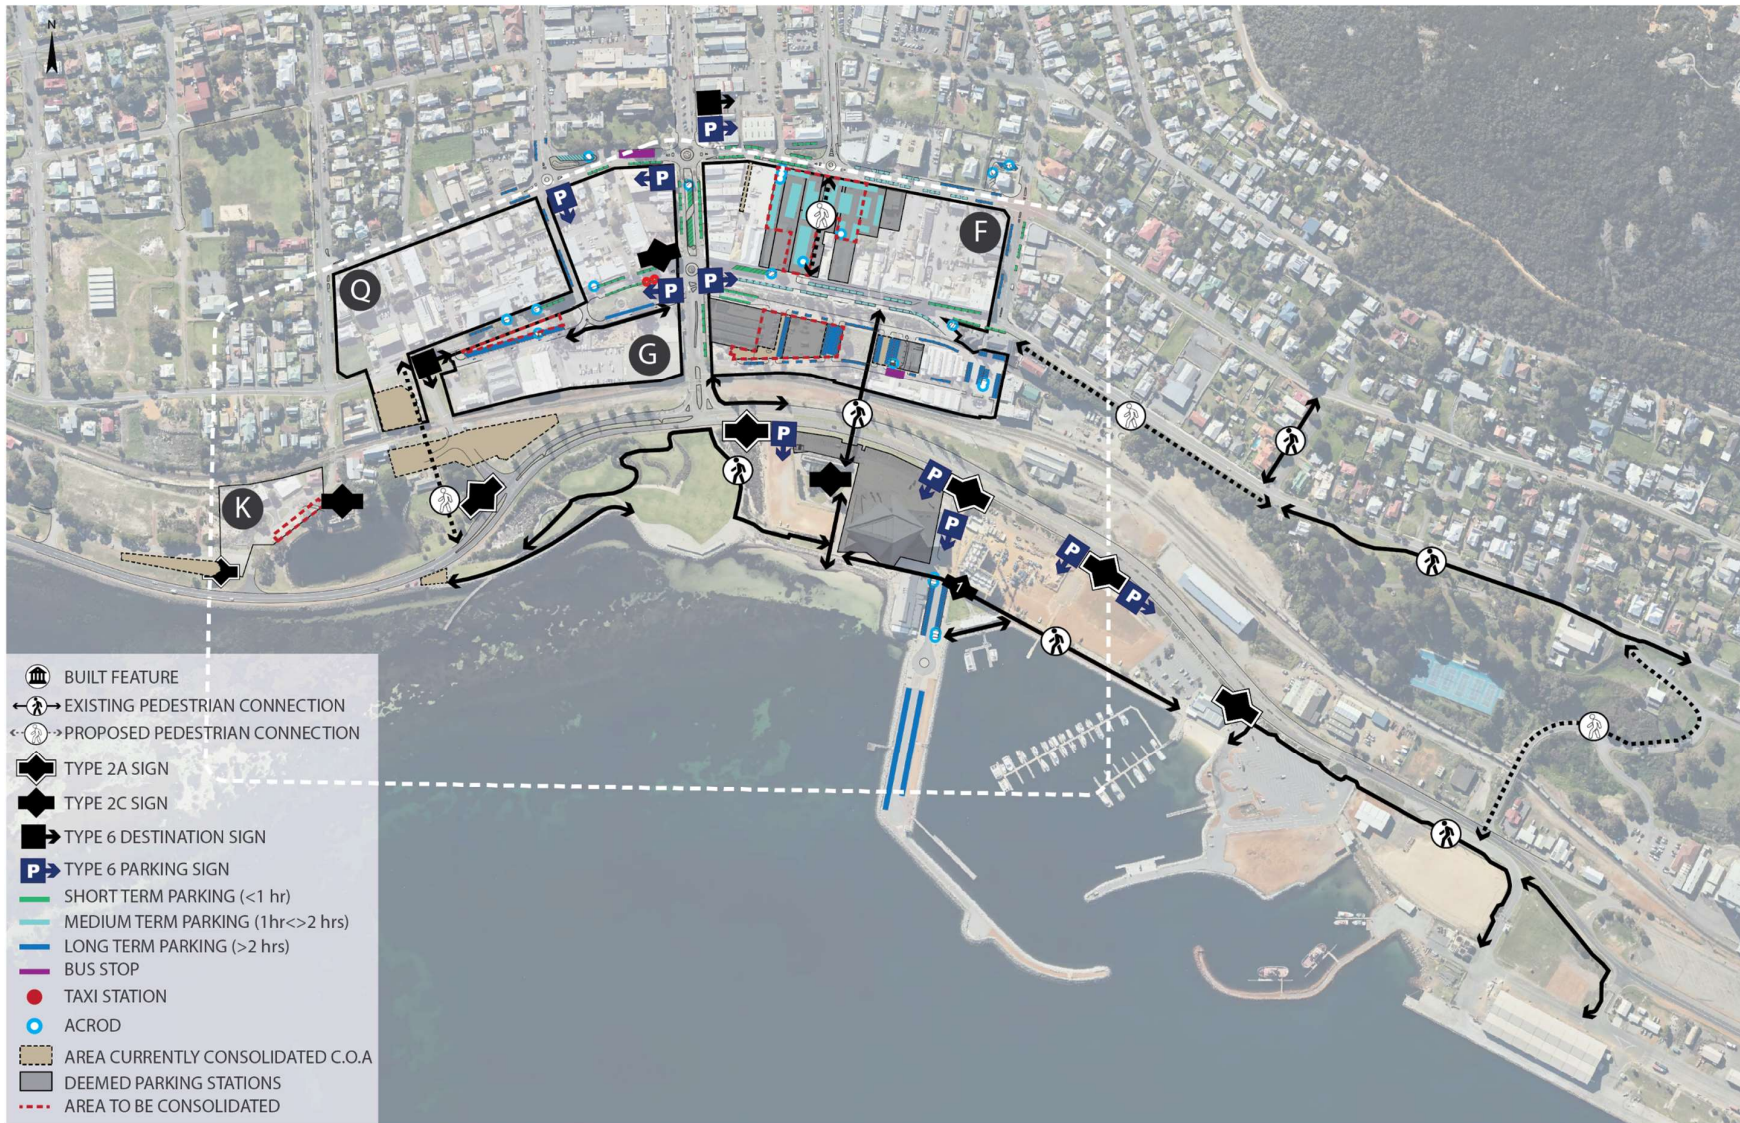 N
P
P
P
P
F
Q
P
P
G
P
P
K
P
P
P
1
BUILT FEATURE
EXISTING PEDESTRIAN CONNECTION
PROPOSED PEDESTRIAN CONNECTION
TYPE 2A SIGN
TYPE 2C SIGN
TYPE 6 DESTINATION SIGN
P TYPE 6 PARKING SIGN
SHORT TERM PARKING (<1 hr)
MEDIUM TERM PARKING (1hr<>2 hrs)
LONG TERM PARKING (>2 hrs)
BUS STOP
TAXI STATION
ACROD
AREA CURRENTLY CONSOLIDATED C.O.A
DEEMED PARKING STATIONS
AREA TO BE CONSOLIDATED